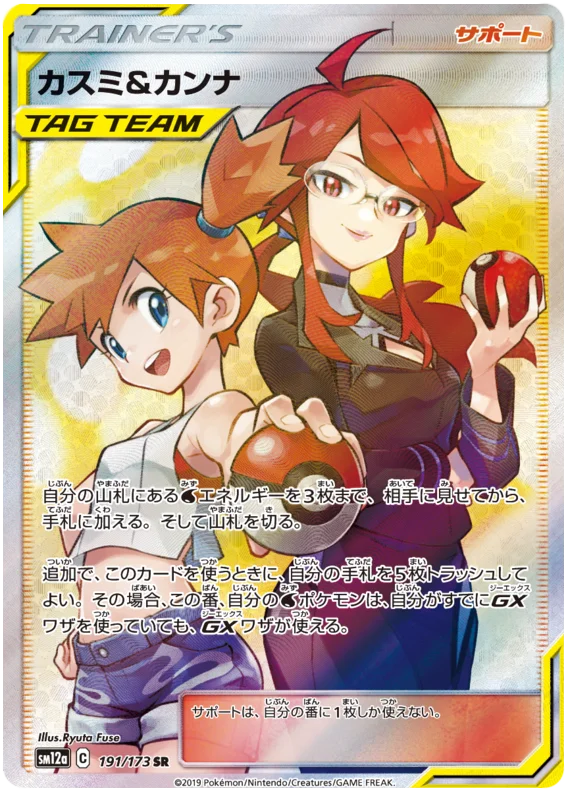 TRAINER'S
サポート
カスミ&カンナ
TAG TEAM
自分の山札にあるエネルギーを3枚まで、相手に見せてから、
手札に加える。そして山札を切る。
追加で、このカードを使うときに、自分の手札を5枚トラッシュして
よい。その場合、この番、自分のポケモンは、自分がすでにGX
ワザを使っていても、GXワザが使える。
サポートは、自分の番に1枚しか使えない。
Illus.Ryuta Fuse
sm12a C 191/173 SR
©2019 Pokémon/Nintendo/Creatures/GAME FREAK.